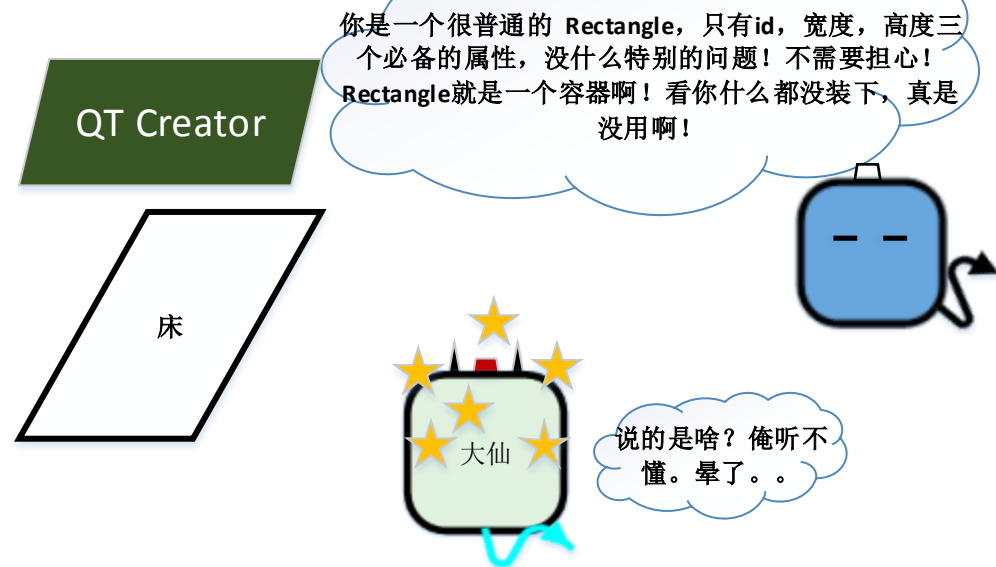 你是一个很普通的 Rectangle，只有id，宽度，高度三
个必备的属性，没什么特别的问题！不需要担心！
Rectangle就是一个容器啊！看你什么都没装下，真是
没用啊！
QT Creator
床
大仙
说的是啥？俺听不
懂。晕了。。